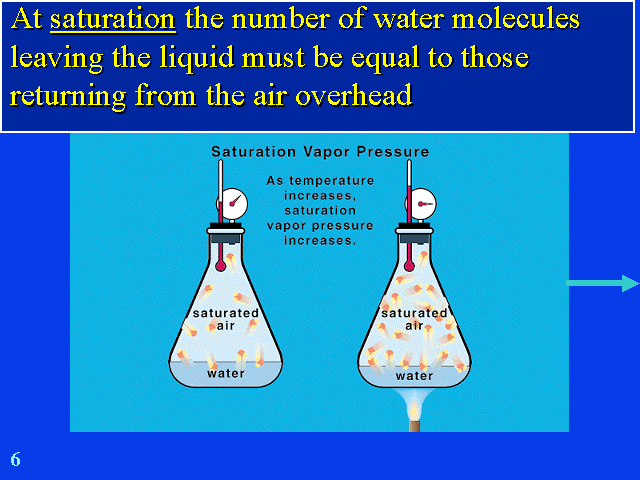 At saturation the number of water molecules
leaving the liquid must be equal to those
returning from the air overhead
Saturation Vapor Pressure
As temperature
increases,
saturation
vapor pressure
increases.
saturated
air
water
saturated
air
water
6